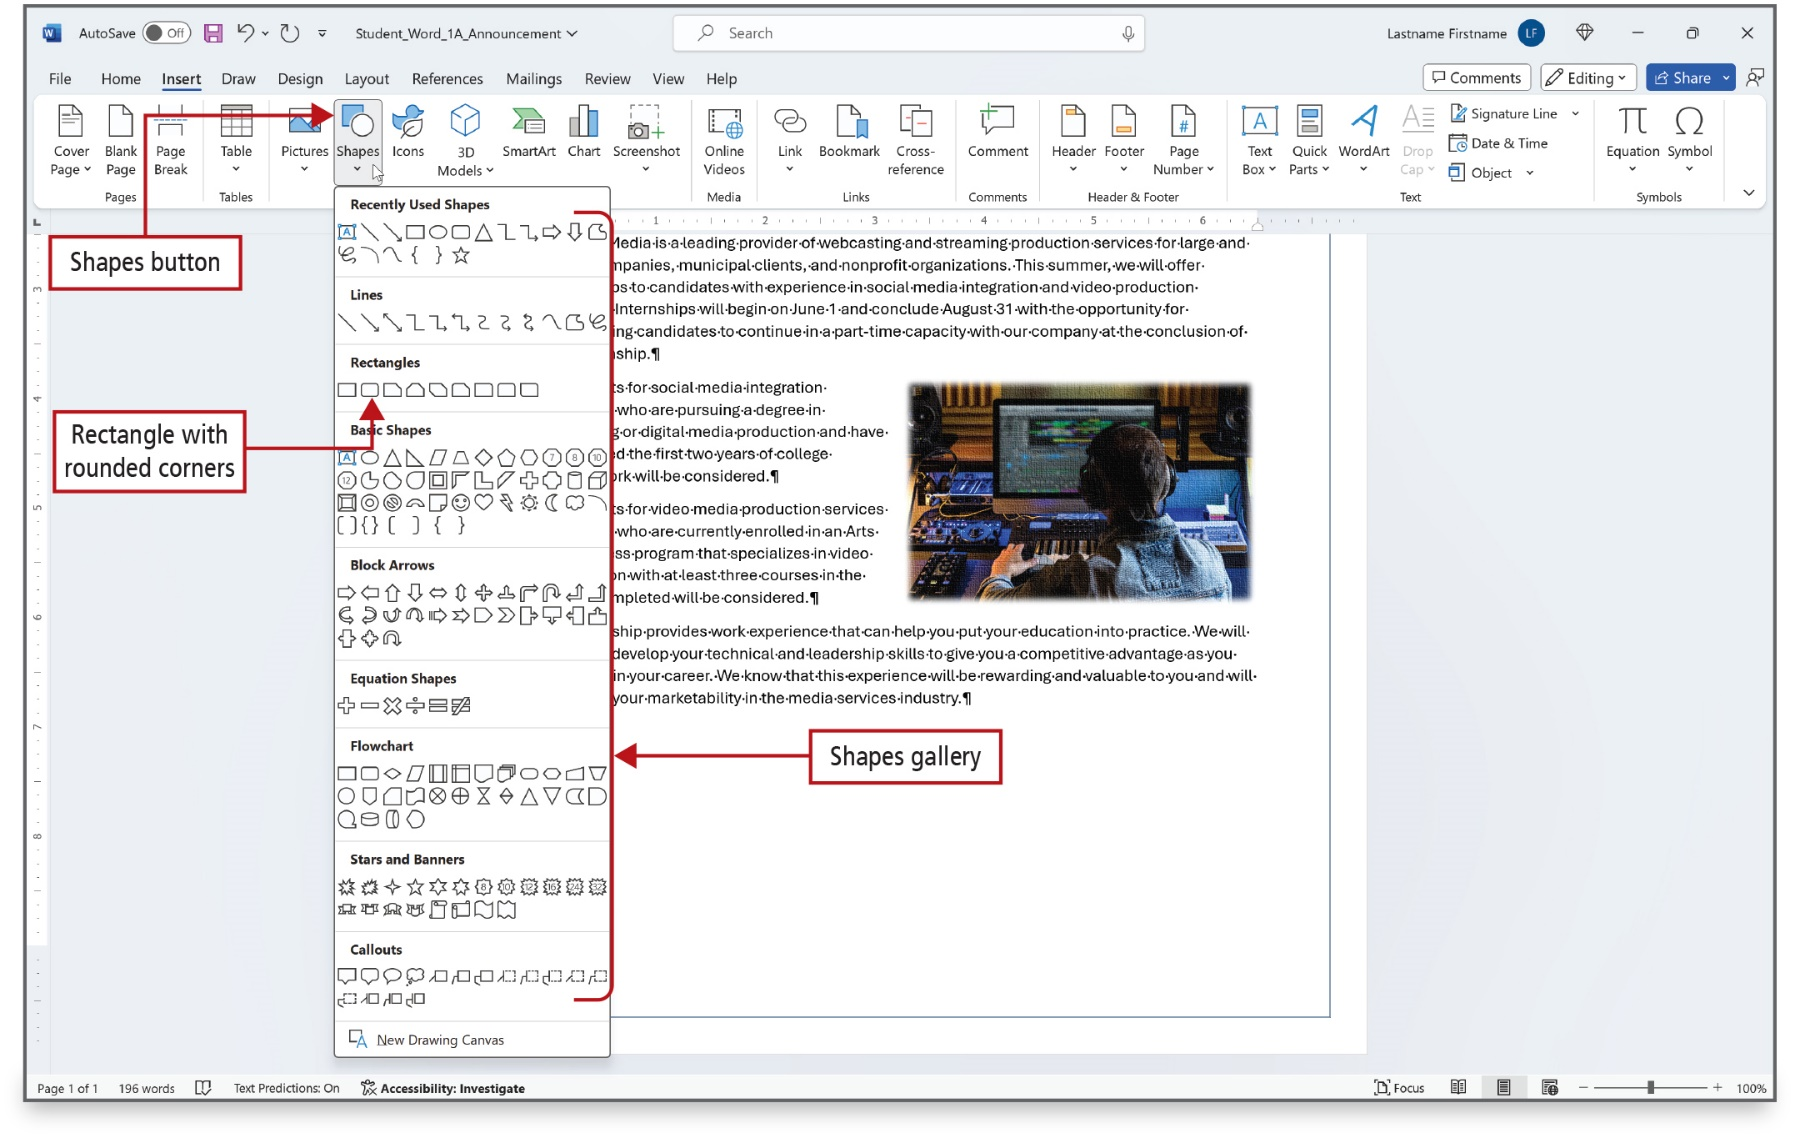 AutoSave Off Student_Word_1A_Announcement Search Lastname Firstname LF
File Home Insert Draw Design Layout References Mailings Review View Help Comments Editing Share
Cover Page
Blank Page
Page Break
Pages
Table
Tables
Pictures
Shapes
Icons
3D Models
SmartArt
Chart
Screenshot
Online Videos
Media
Link
Bookmark
Cross-reference
Links
Comment
Comments
Header
Footer
Page Number
Header & Footer
Text Box
Quick Parts
WordArt
Drop Cap
Signature Line
Date & Time
Object
Text
Equation
Symbol
Symbols
1 2 3 4 5 6
3
4
5
6
7
8
Shapes button
Rectangle with
rounded corners
Shapes gallery
Recently Used Shapes
Lines
Rectangles
Basic Shapes
Block Arrows
Equation Shapes
Flowchart
Stars and Banners
Callouts
New Drawing Canvas
Media·is·a·leading·provider·of·webcasting·and·streaming·production·services·for·large·and·
mpanies,·municipal·clients,·and·nonprofit·organizations.·This·summer,·we·will·offer·
ps·to·candidates·with·experience·in·social·media·integration·and·video·production·
·Internships·will·begin·on·June·1·and·conclude·August·31·with·the·opportunity·for·
ing·candidates·to·continue·in·a·part-time·capacity·with·our·company·at·the·conclusion·of·
ship.¶
ts·for·social·media·integration·
·who·are·pursuing·a·degree·in·
g·or·digital·media·production·and·have·
d·the·first·two·years·of·college·
rk·will·be·considered.¶
ts·for·video·media·production·services·
·who·are·currently·enrolled·in·an·Arts·
ss·program·that·specializes·in·video·
on·with·at·least·three·courses·in·the·
mpleted·will·be·considered.¶
ship·provides·work·experience·that·can·help·you·put·your·education·into·practice.·We·will·
develop·your·technical·and·leadership·skills·to·give·you·a·competitive·advantage·as·you·
in·your·career.·We·know·that·this·experience·will·be·rewarding·and·valuable·to·you·and·will·
your·marketability·in·the·media·services·industry.¶
Page 1 of 1 196 words Text Predictions: On Accessibility: Investigate Focus 100%